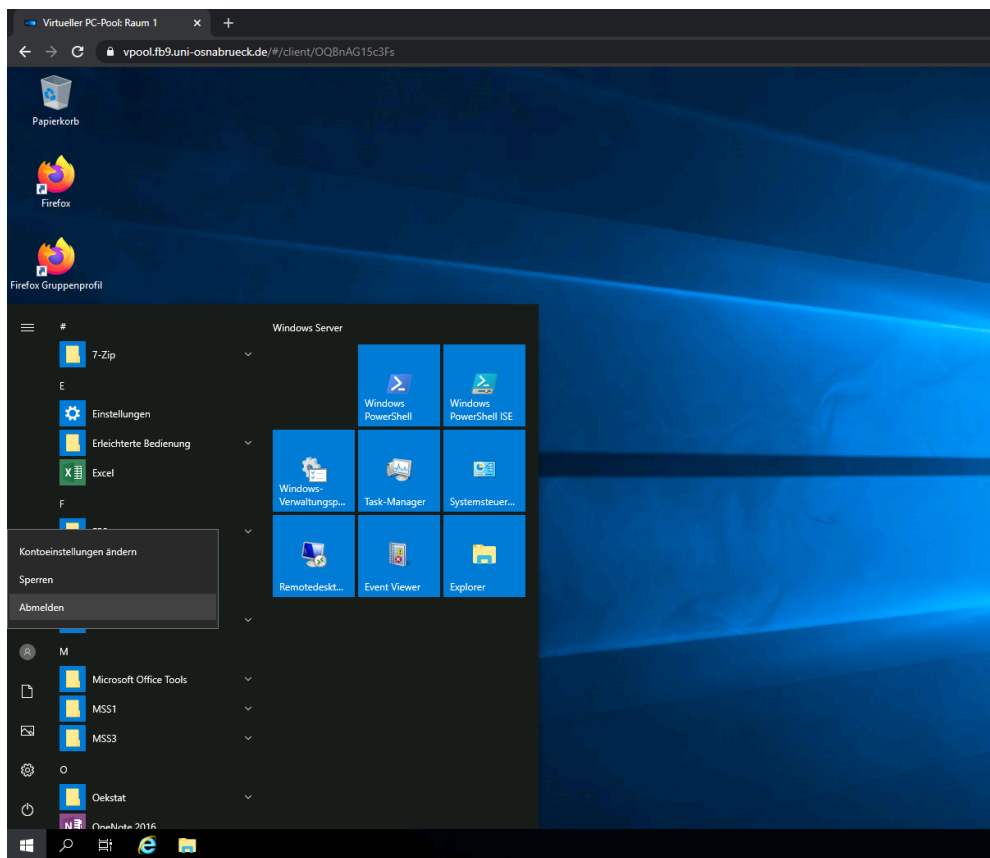 Virtueller PC-Pool: Raum 1
vpool.fb9.uni-osnabrueck.de/#/client/OQBnAG15c3Fs
Papierkorb
Firefox
Firefox Gruppenprofil
#
7-Zip
E
Einstellungen
Erleichterte Bedienung
Excel
F
Kontoeinstellungen ändern
Sperren
Abmelden
M
Microsoft Office Tools
MSS1
MSS3
O
Oekstat
OneNote 2016
Windows Server
Windows
PowerShell
Windows
PowerShell ISE
Windows-
Verwaltungsp...
Task-Manager
Systemsteuer...
Remotedeskt...
Event Viewer
Explorer